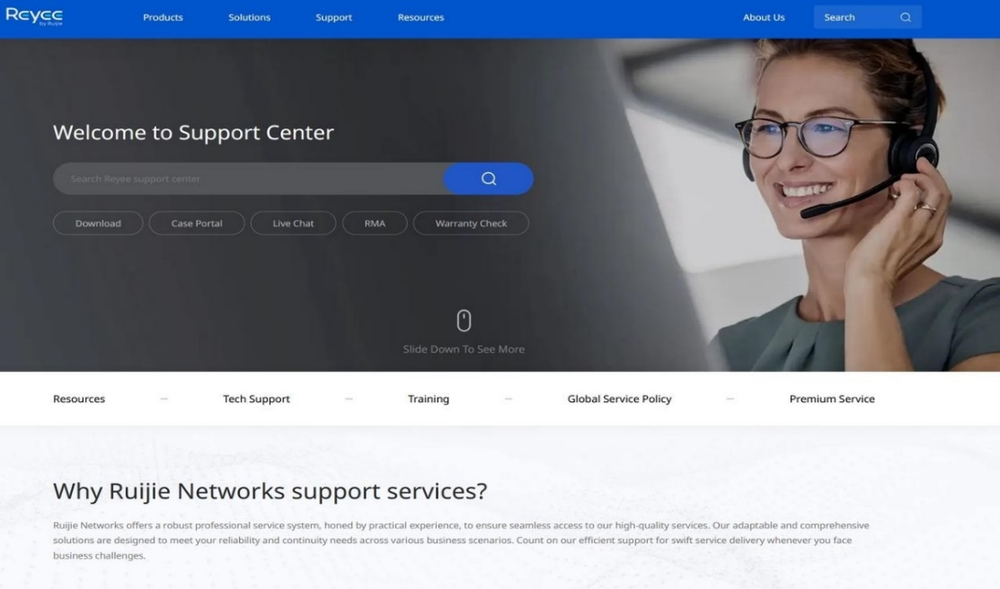 Reyee
by Ruijie
Products Solutions Support Resources About Us Search
Welcome to Support Center
Search Reyee support center
Download Case Portal Live Chat RMA Warranty Check
Slide Down To See More
Resources — Tech Support — Training — Global Service Policy — Premium Service
Why Ruijie Networks support services?
Ruijie Networks offers a robust professional service system, honed by practical experience, to ensure seamless access to our high-quality services. Our adaptable and comprehensive
solutions are designed to meet your reliability and continuity needs across various business scenarios. Count on our efficient support for swift service delivery whenever you face
business challenges.